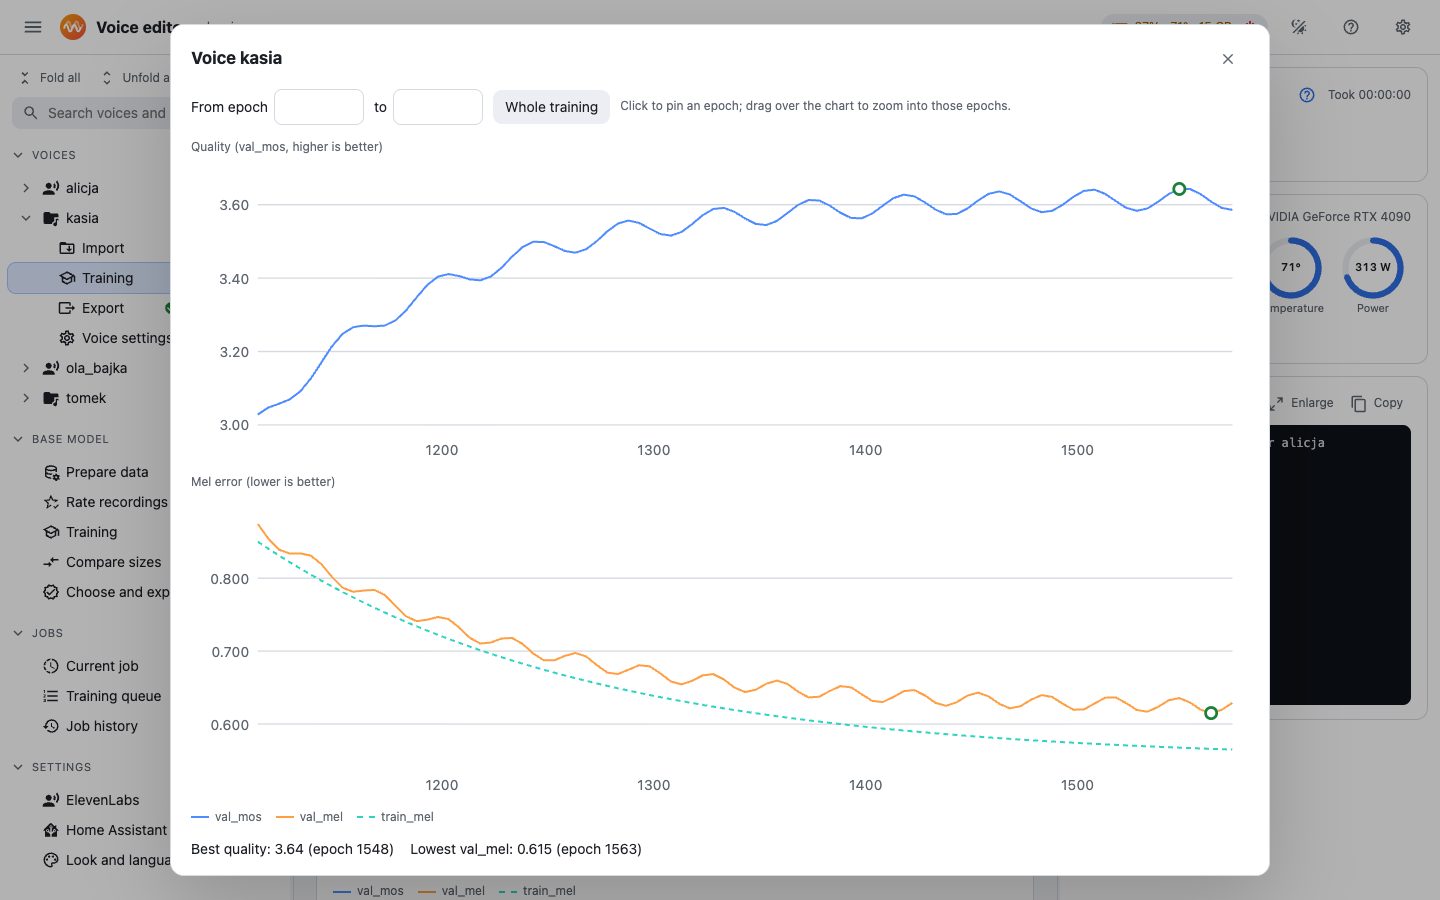 Voice edito
Fold all
Unfold a
Search voices and
VOICES
alicja
kasia
Import
Training
Export
Voice settings
ola_bajka
tomek
BASE MODEL
Prepare data
Rate recordings
Training
Compare sizes
Choose and exp
JOBS
Current job
Training queue
Job history
SETTINGS
ElevenLabs
Home Assistant
Look and langua
Voice kasia
From epoch to Whole training Click to pin an epoch; drag over the chart to zoom into those epochs.
Quality (val_mos, higher is better)
3.60
3.40
3.20
3.00
1200 1300 1400 1500
Mel error (lower is better)
0.800
0.700
0.600
1200 1300 1400 1500
val_mos val_mel train_mel
Best quality: 3.64 (epoch 1548) Lowest val_mel: 0.615 (epoch 1563)
Took 00:00:00
VIDIA GeForce RTX 4090
71° 313 W
mperature Power
Enlarge Copy
r alicja
val_mos val_mel train_mel